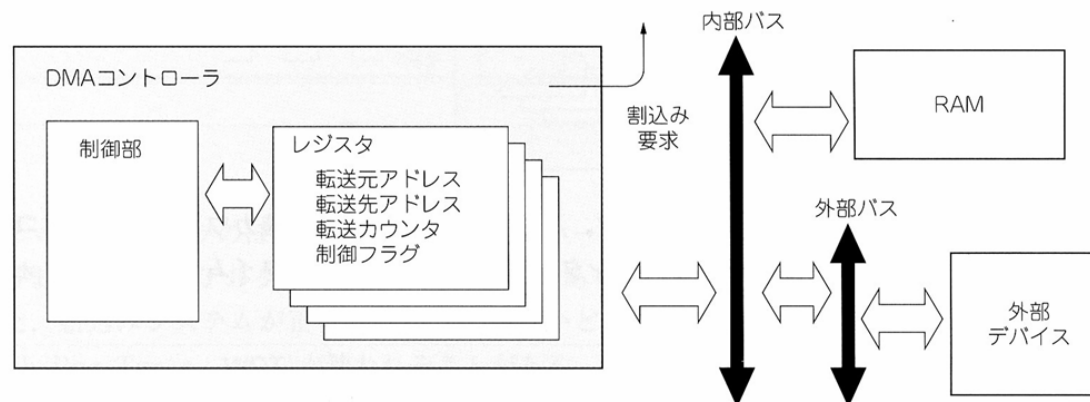 DMAコントローラ
制御部
レジスタ
転送元アドレス
転送先アドレス
転送カウンタ
制御フラグ
割込み
要求
内部バス
RAM
外部バス
外部
デバイス